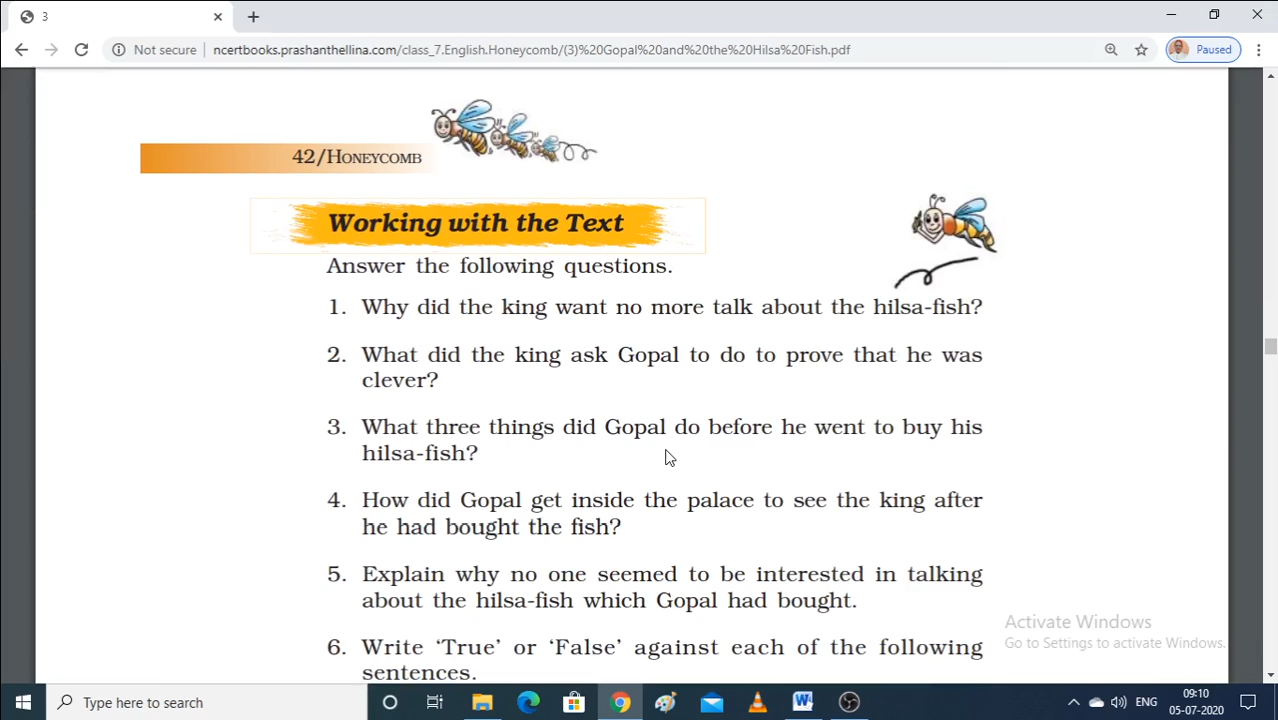 3
Not secure
ncertbooks.prashanthellina.com/class_7.English.Honeycomb/(3)%20Gopal%20and%20the%20Hilsa%20Fish.pdf
Paused
42/HONEYCOMB
Working with the Text
Answer the following questions.
1. Why did the king want no more talk about the hilsa-fish?
2. What did the king ask Gopal to do to prove that he was
clever?
3. What three things did Gopal do before he went to buy his
hilsa-fish?
4. How did Gopal get inside the palace to see the king after
he had bought the fish?
5. Explain why no one seemed to be interested in talking
about the hilsa-fish which Gopal had bought.
Activate Windows
Go to Settings to activate Windows.
6. Write ‘True’ or ‘False’ against each of the following
sentences.
Type here to search
ENG
09:10
05-07-2020